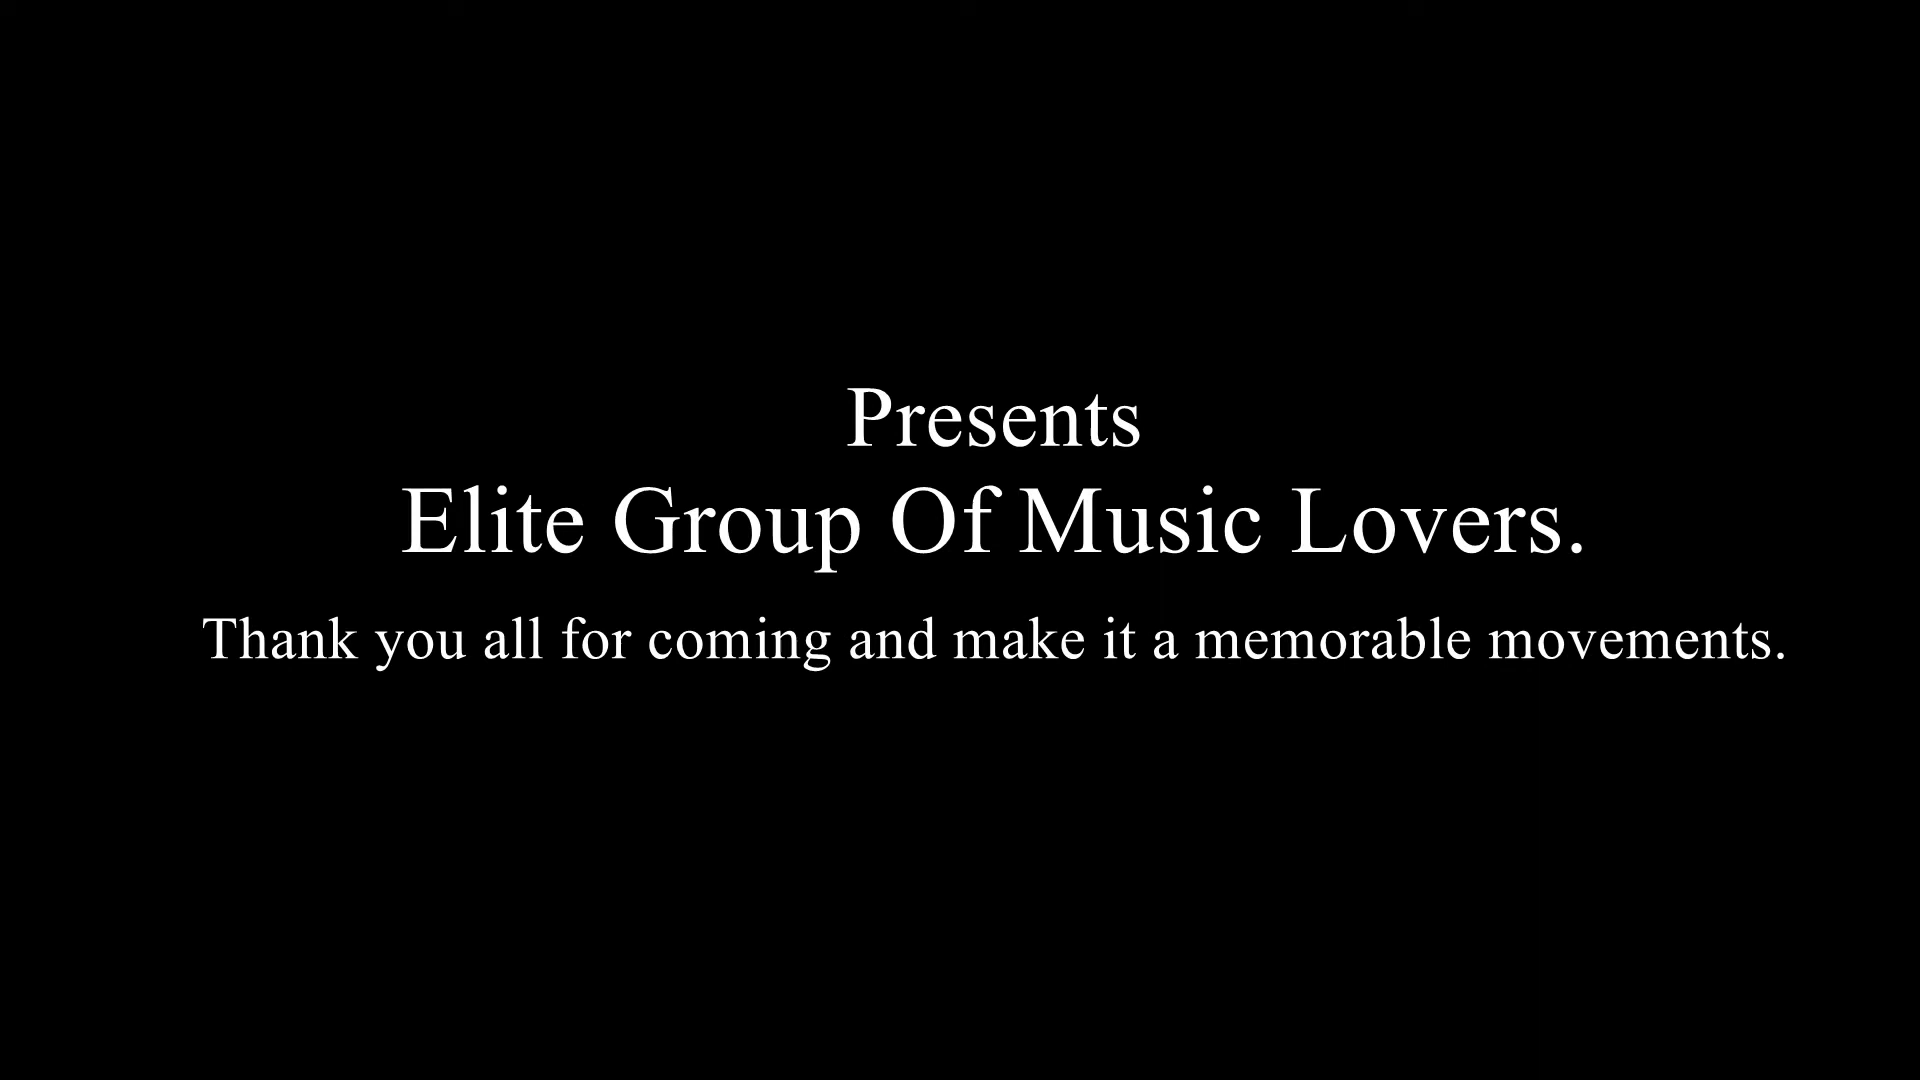 Presents
Elite Group Of Music Lovers.
Thank you all for coming and make it a memorable movements.